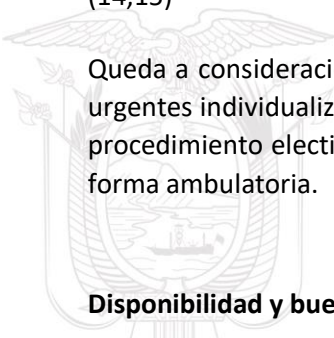 (14,15)
Queda a consideraci
urgentes individualiz
procedimiento electi
forma ambulatoria.
Disponibilidad y bue